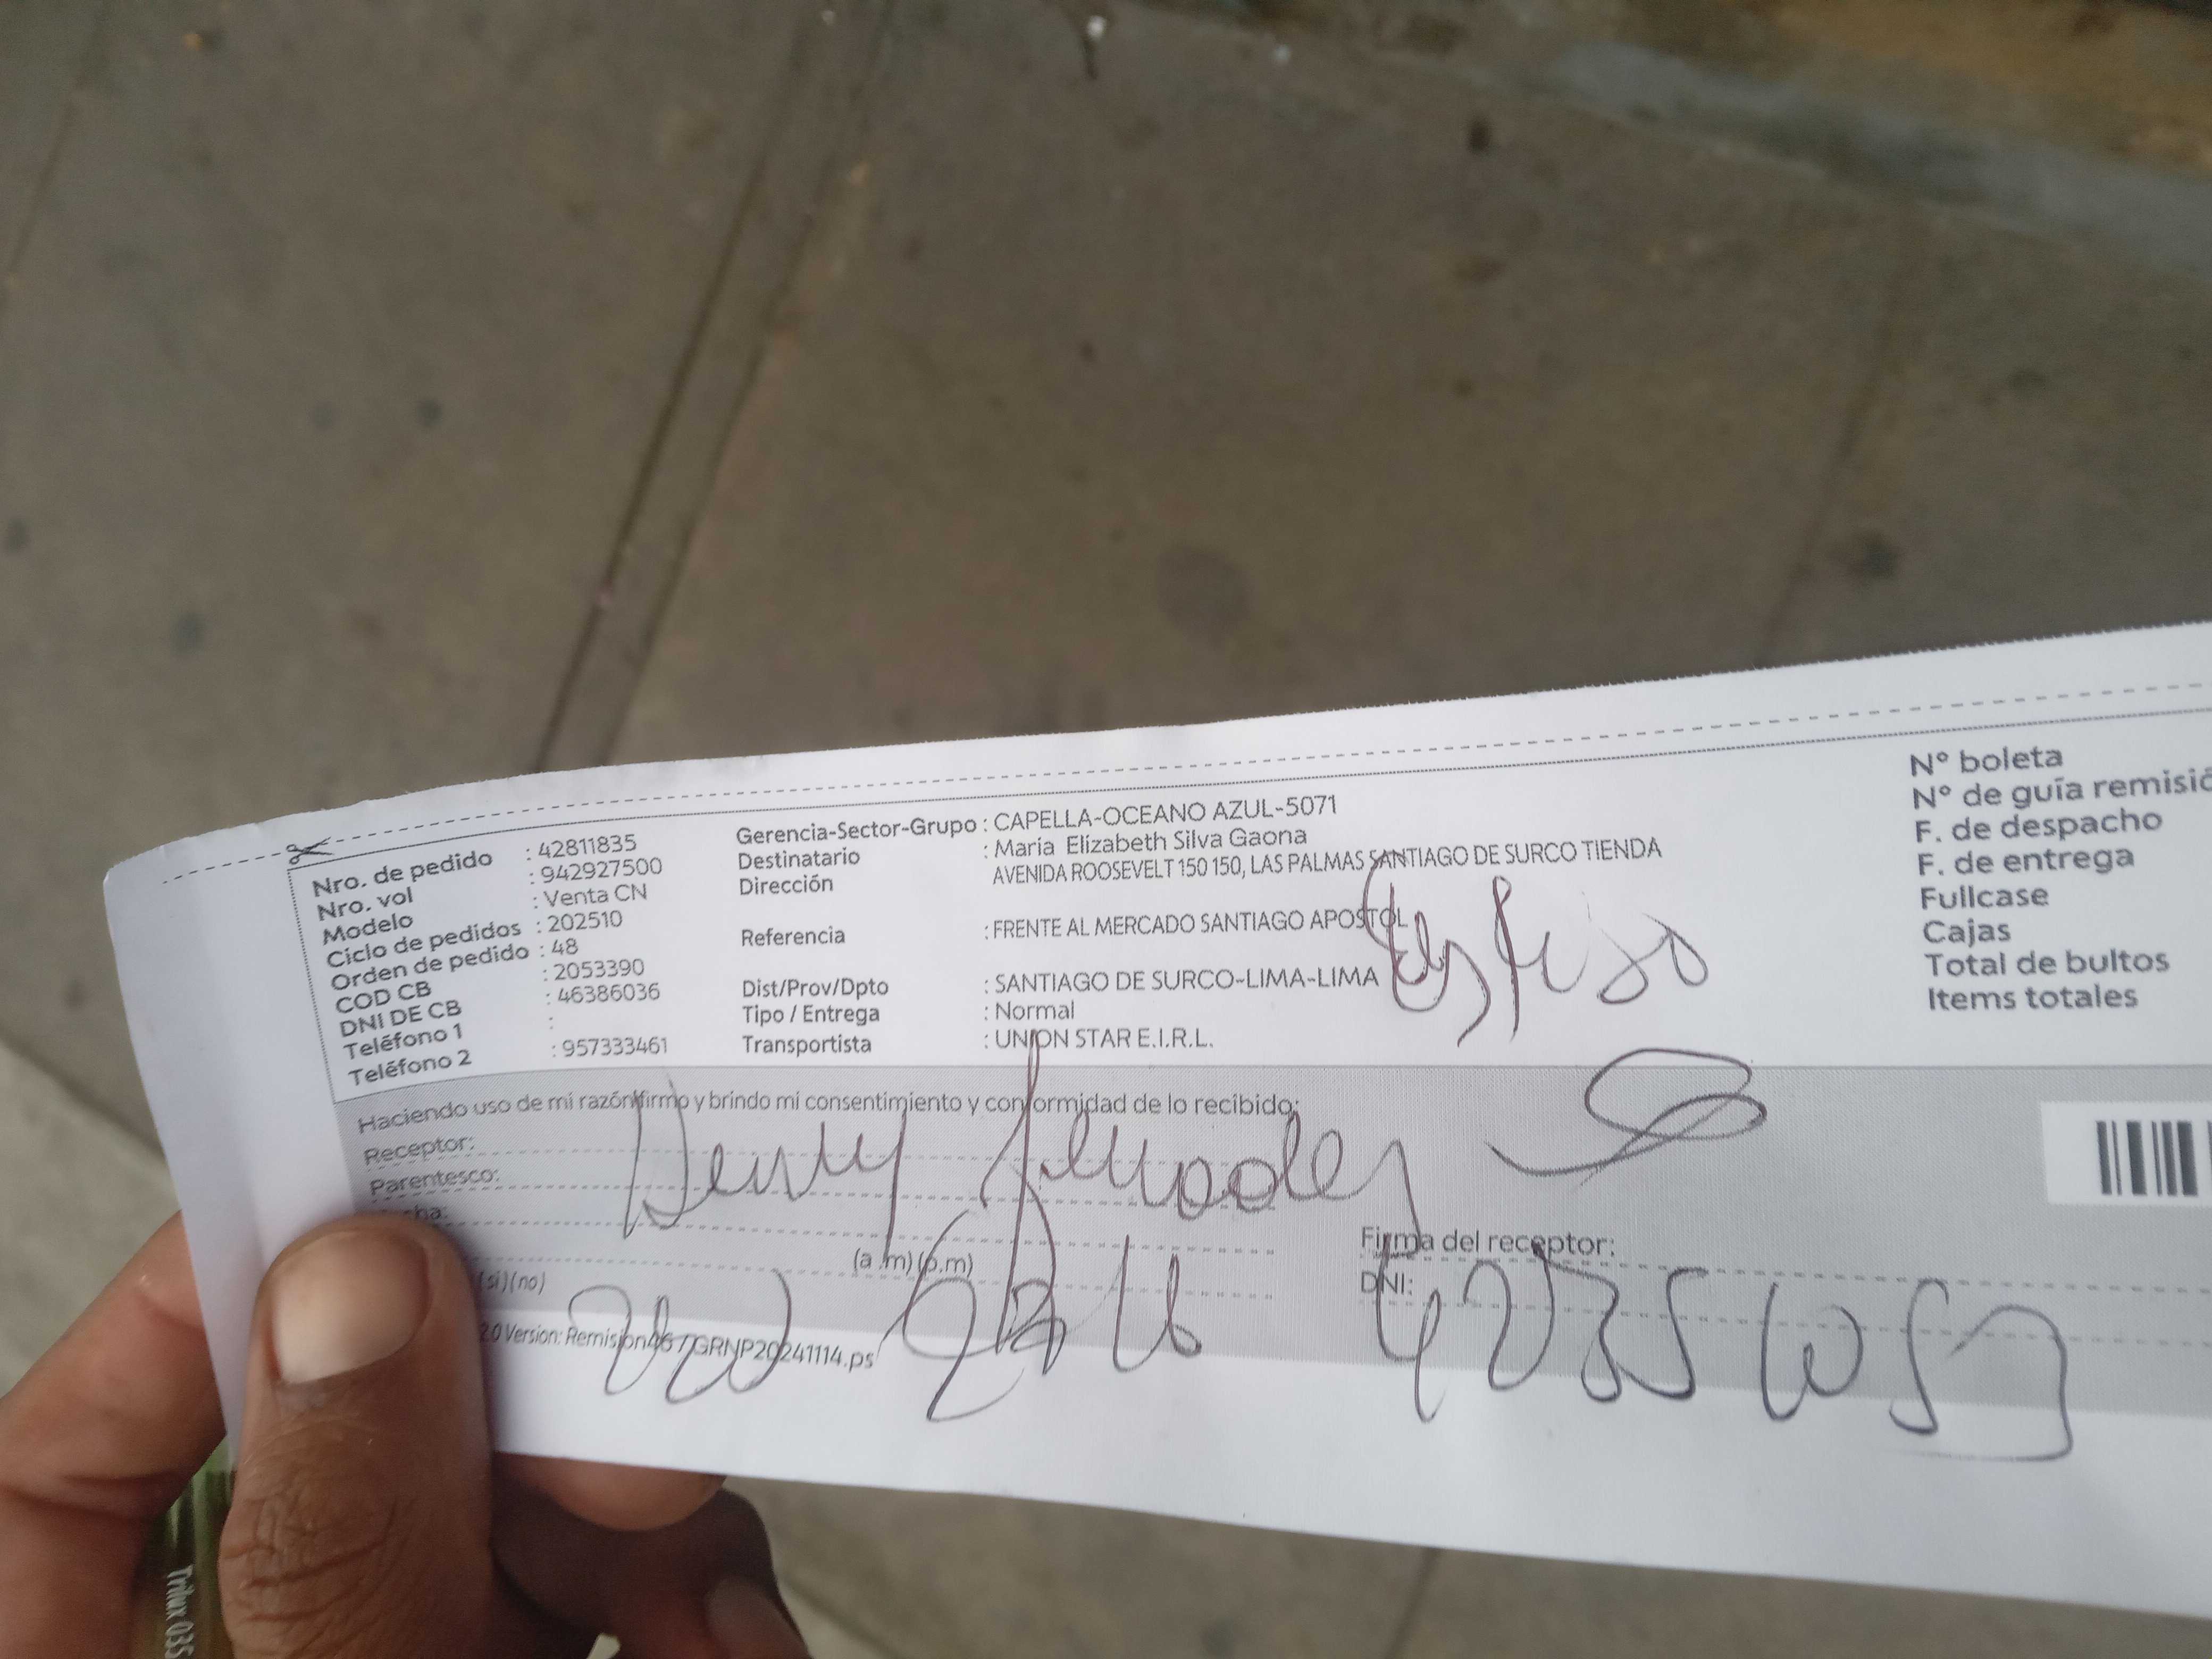 Nro. de pedido : 42811835
Nro. vol : 942927500
Modelo : Venta CN
Ciclo de pedidos : 202510
Orden de pedido : 48
COD CB : 2053390
DNI DE CB : 46386036
Teléfono 1 :
Teléfono 2 : 957333461
Gerencia-Sector-Grupo : CAPELLA-OCEANO AZUL-5071
Destinatario : Maria Elizabeth Silva Gaona
Dirección AVENIDA ROOSEVELT 150 150, LAS PALMAS SANTIAGO DE SURCO TIENDA
Referencia : FRENTE AL MERCADO SANTIAGO APOSTOL
Dist/Prov/Dpto : SANTIAGO DE SURCO-LIMA-LIMA
Tipo / Entrega : Normal
Transportista : UNION STAR E.I.R.L.
Nº boleta
Nº de guía remisió
F. de despacho
F. de entrega
Fullcase
Cajas
Total de bultos
Items totales
Haciendo uso de mi razón firmo y brindo mi consentimiento y conformidad de lo recibido:
Receptor:
Parentesco:
(a .m) (p.m)
(si) (no)
Firma del receptor:
DNI:
2.0 Version: Remision467GRNP20241114.ps
Trilux 035